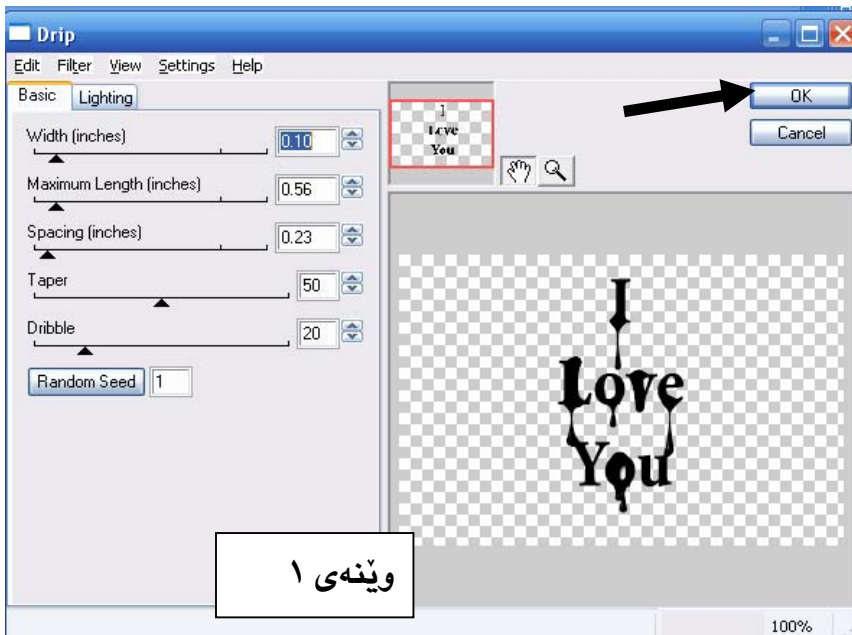 Drip
Edit Filter View Settings Help
Basic Lighting
Width (inches) 0.10
Maximum Length (inches) 0.56
Spacing (inches) 0.23
Taper 50
Dribble 20
Random Seed 1
I
Love
You
OK
Cancel
I
Love
You
وێنەی ١
100%